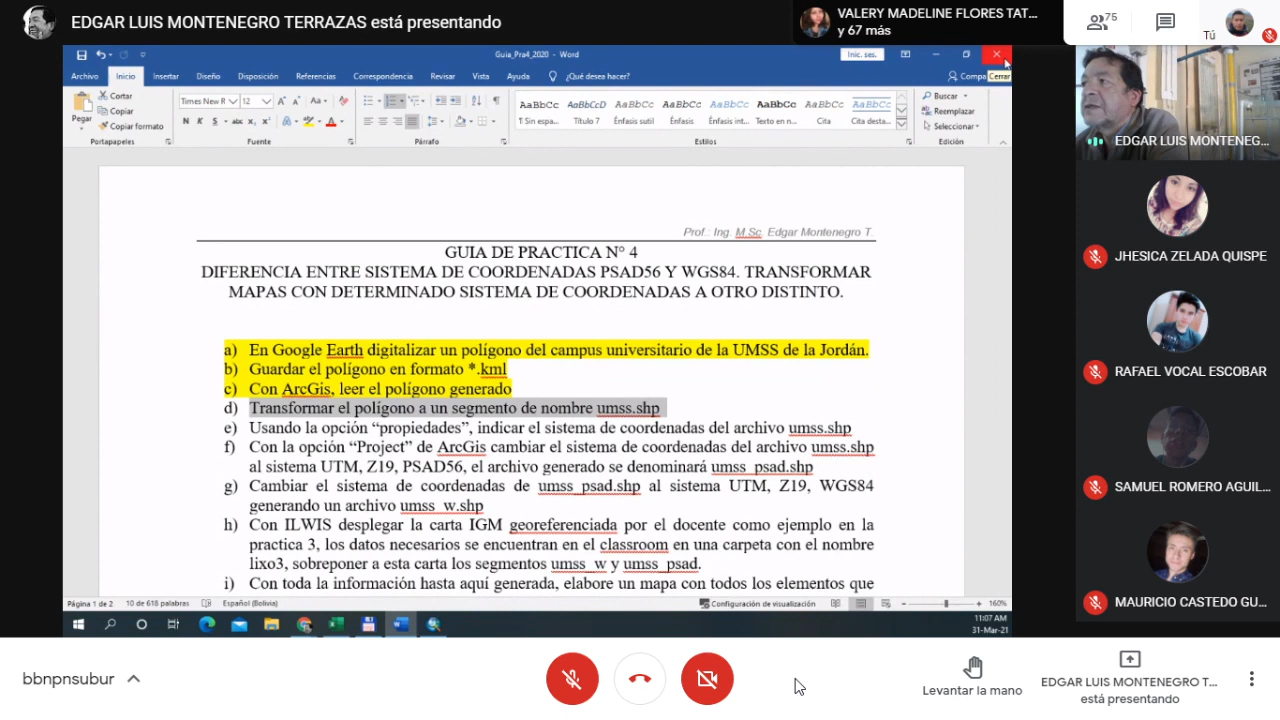 EDGAR LUIS MONTENEGRO TERRAZAS está presentando
VALERY MADELINE FLORES TAT...
y 67 más
75
Tú
Guia_Pra4_2020 - Word
Inic. ses.
Archivo Inicio Insertar Diseño Disposición Referencias Correspondencia Revisar Vista Ayuda ¿Qué desea hacer?
Compa
Cerrar
Pegar
Cortar
Copiar
Copiar formato
Portapapeles
Times New R 12
N K S abc x, x²
Fuente
Párrafo
AaBbCc AaBbCcD AaBbCc AaBbCc AaBbCc AaBbCc AaBbCc AaBbCc
¶ Sin espa... Título 7 Énfasis sutil Énfasis Énfasis int... Texto en n... Cita Cita desta...
Estilos
Buscar
Reemplazar
Seleccionar
Edición
Prof.: Ing. M.Sc. Edgar Montenegro T.
GUIA DE PRACTICA N° 4
DIFERENCIA ENTRE SISTEMA DE COORDENADAS PSAD56 Y WGS84. TRANSFORMAR
MAPAS CON DETERMINADO SISTEMA DE COORDENADAS A OTRO DISTINTO.
a) En Google Earth digitalizar un polígono del campus universitario de la UMSS de la Jordán.
b) Guardar el polígono en formato *.kml
c) Con ArcGis, leer el polígono generado
d) Transformar el polígono a un segmento de nombre umss.shp
e) Usando la opción “propiedades”, indicar el sistema de coordenadas del archivo umss.shp
f) Con la opción “Project” de ArcGis cambiar el sistema de coordenadas del archivo umss.shp
al sistema UTM, Z19, PSAD56, el archivo generado se denominará umss_psad.shp
g) Cambiar el sistema de coordenadas de umss_psad.shp al sistema UTM, Z19, WGS84
generando un archivo umss_w.shp
h) Con ILWIS desplegar la carta IGM georeferenciada por el docente como ejemplo en la
practica 3, los datos necesarios se encuentran en el classroom en una carpeta con el nombre
lixo3, sobreponer a esta carta los segmentos umss_w y umss_psad.
i) Con toda la información hasta aquí generada, elabore un mapa con todos los elementos que
Página 1 de 2 10 de 618 palabras Español (Bolivia)
Configuración de visualización
160%
11:07 AM
31-Mar-21
EDGAR LUIS MONTENEG...
JHESICA ZELADA QUISPE
RAFAEL VOCAL ESCOBAR
SAMUEL ROMERO AGUIL...
MAURICIO CASTEDO GU...
bbnpnsubur
Levantar la mano
EDGAR LUIS MONTENEGRO T...
está presentando